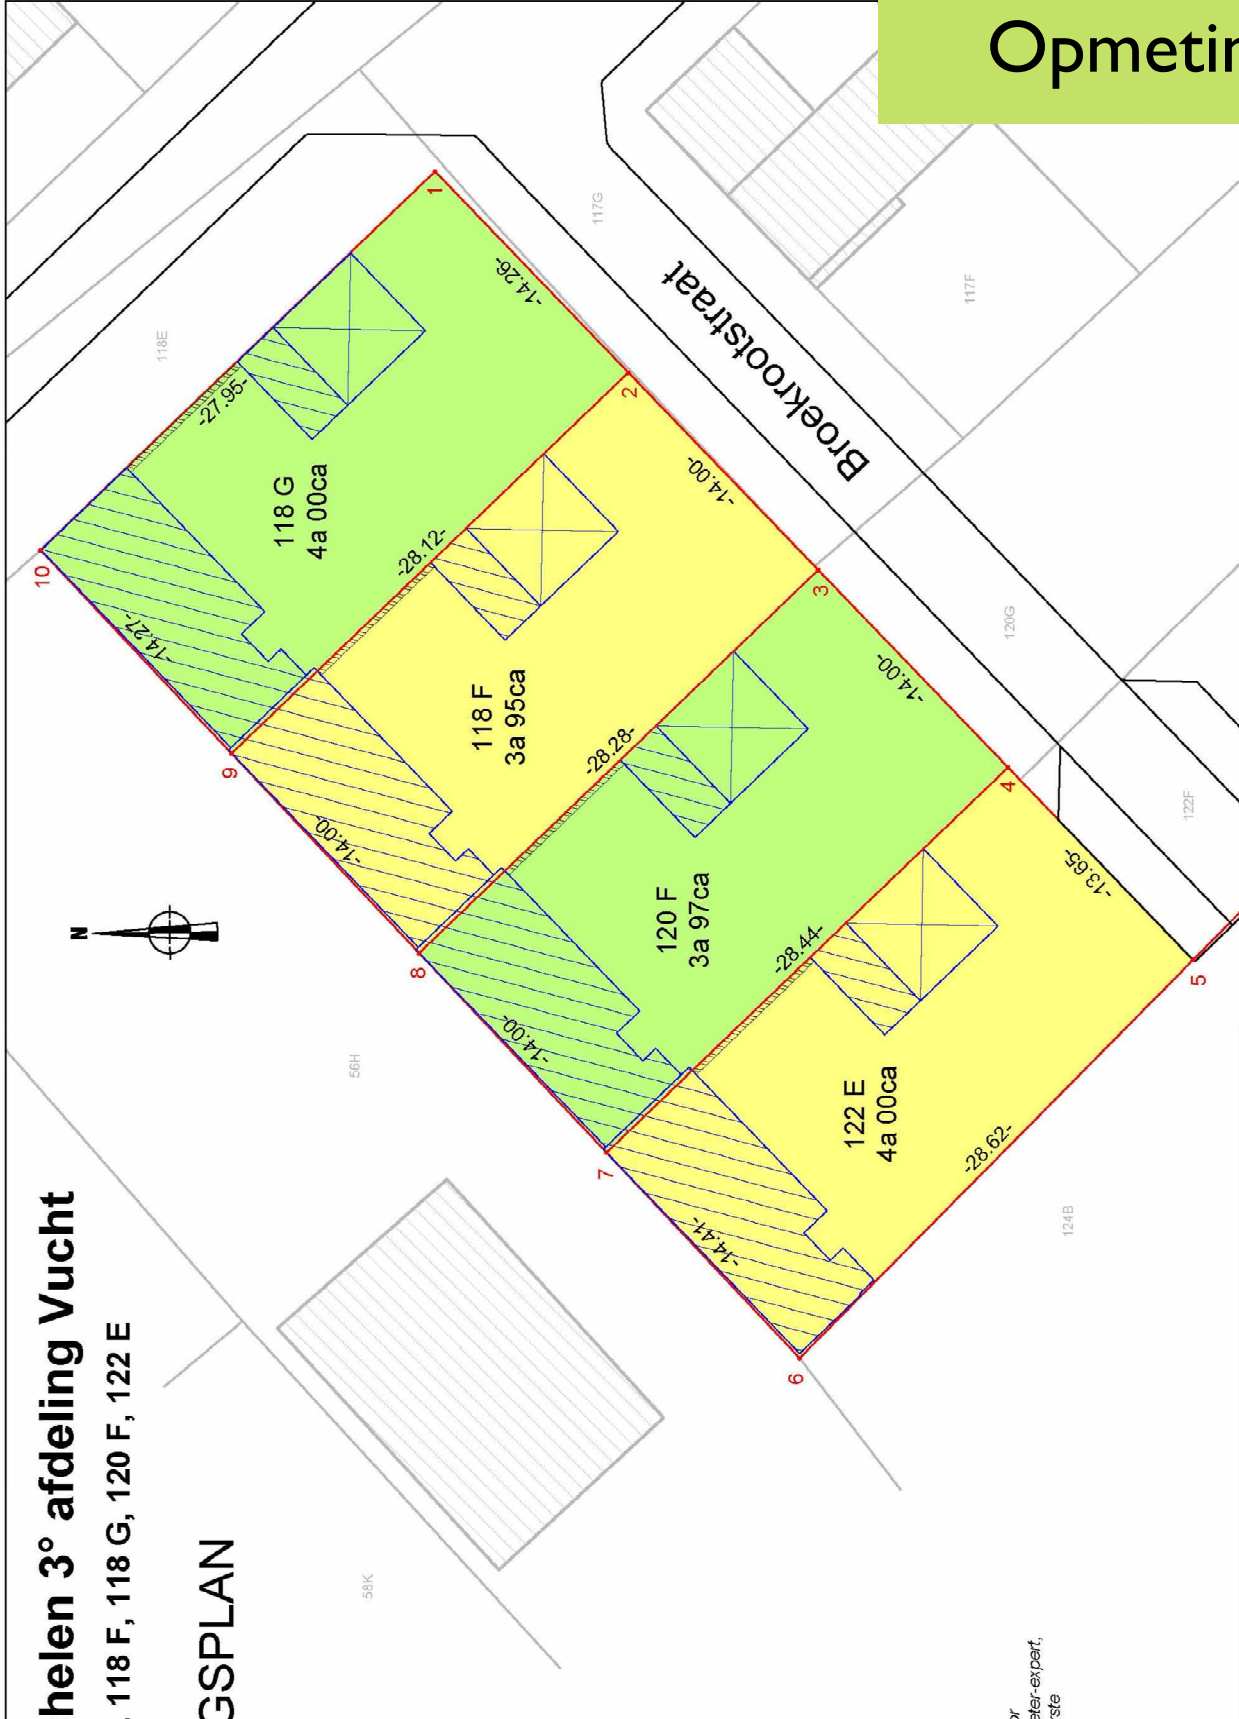 Opmetin
helen 3° afdeling Vucht
118 F, 118 G, 120 F, 122 E
GSPLAN
N
118E
117G
117F
120G
122F
124B
56H
58K
Broekrootstraat
118 G
4a 00ca
118 F
3a 95ca
120 F
3a 97ca
122 E
4a 00ca
-14.26-
-14.00-
-14.00-
-13.65-
-27.95-
-28.12-
-28.28-
-28.44-
-28.62-
-14.27-
-14.00-
-14.00-
-14.41-
1
2
3
4
5
6
7
8
9
10
or
eter-expert,
rste